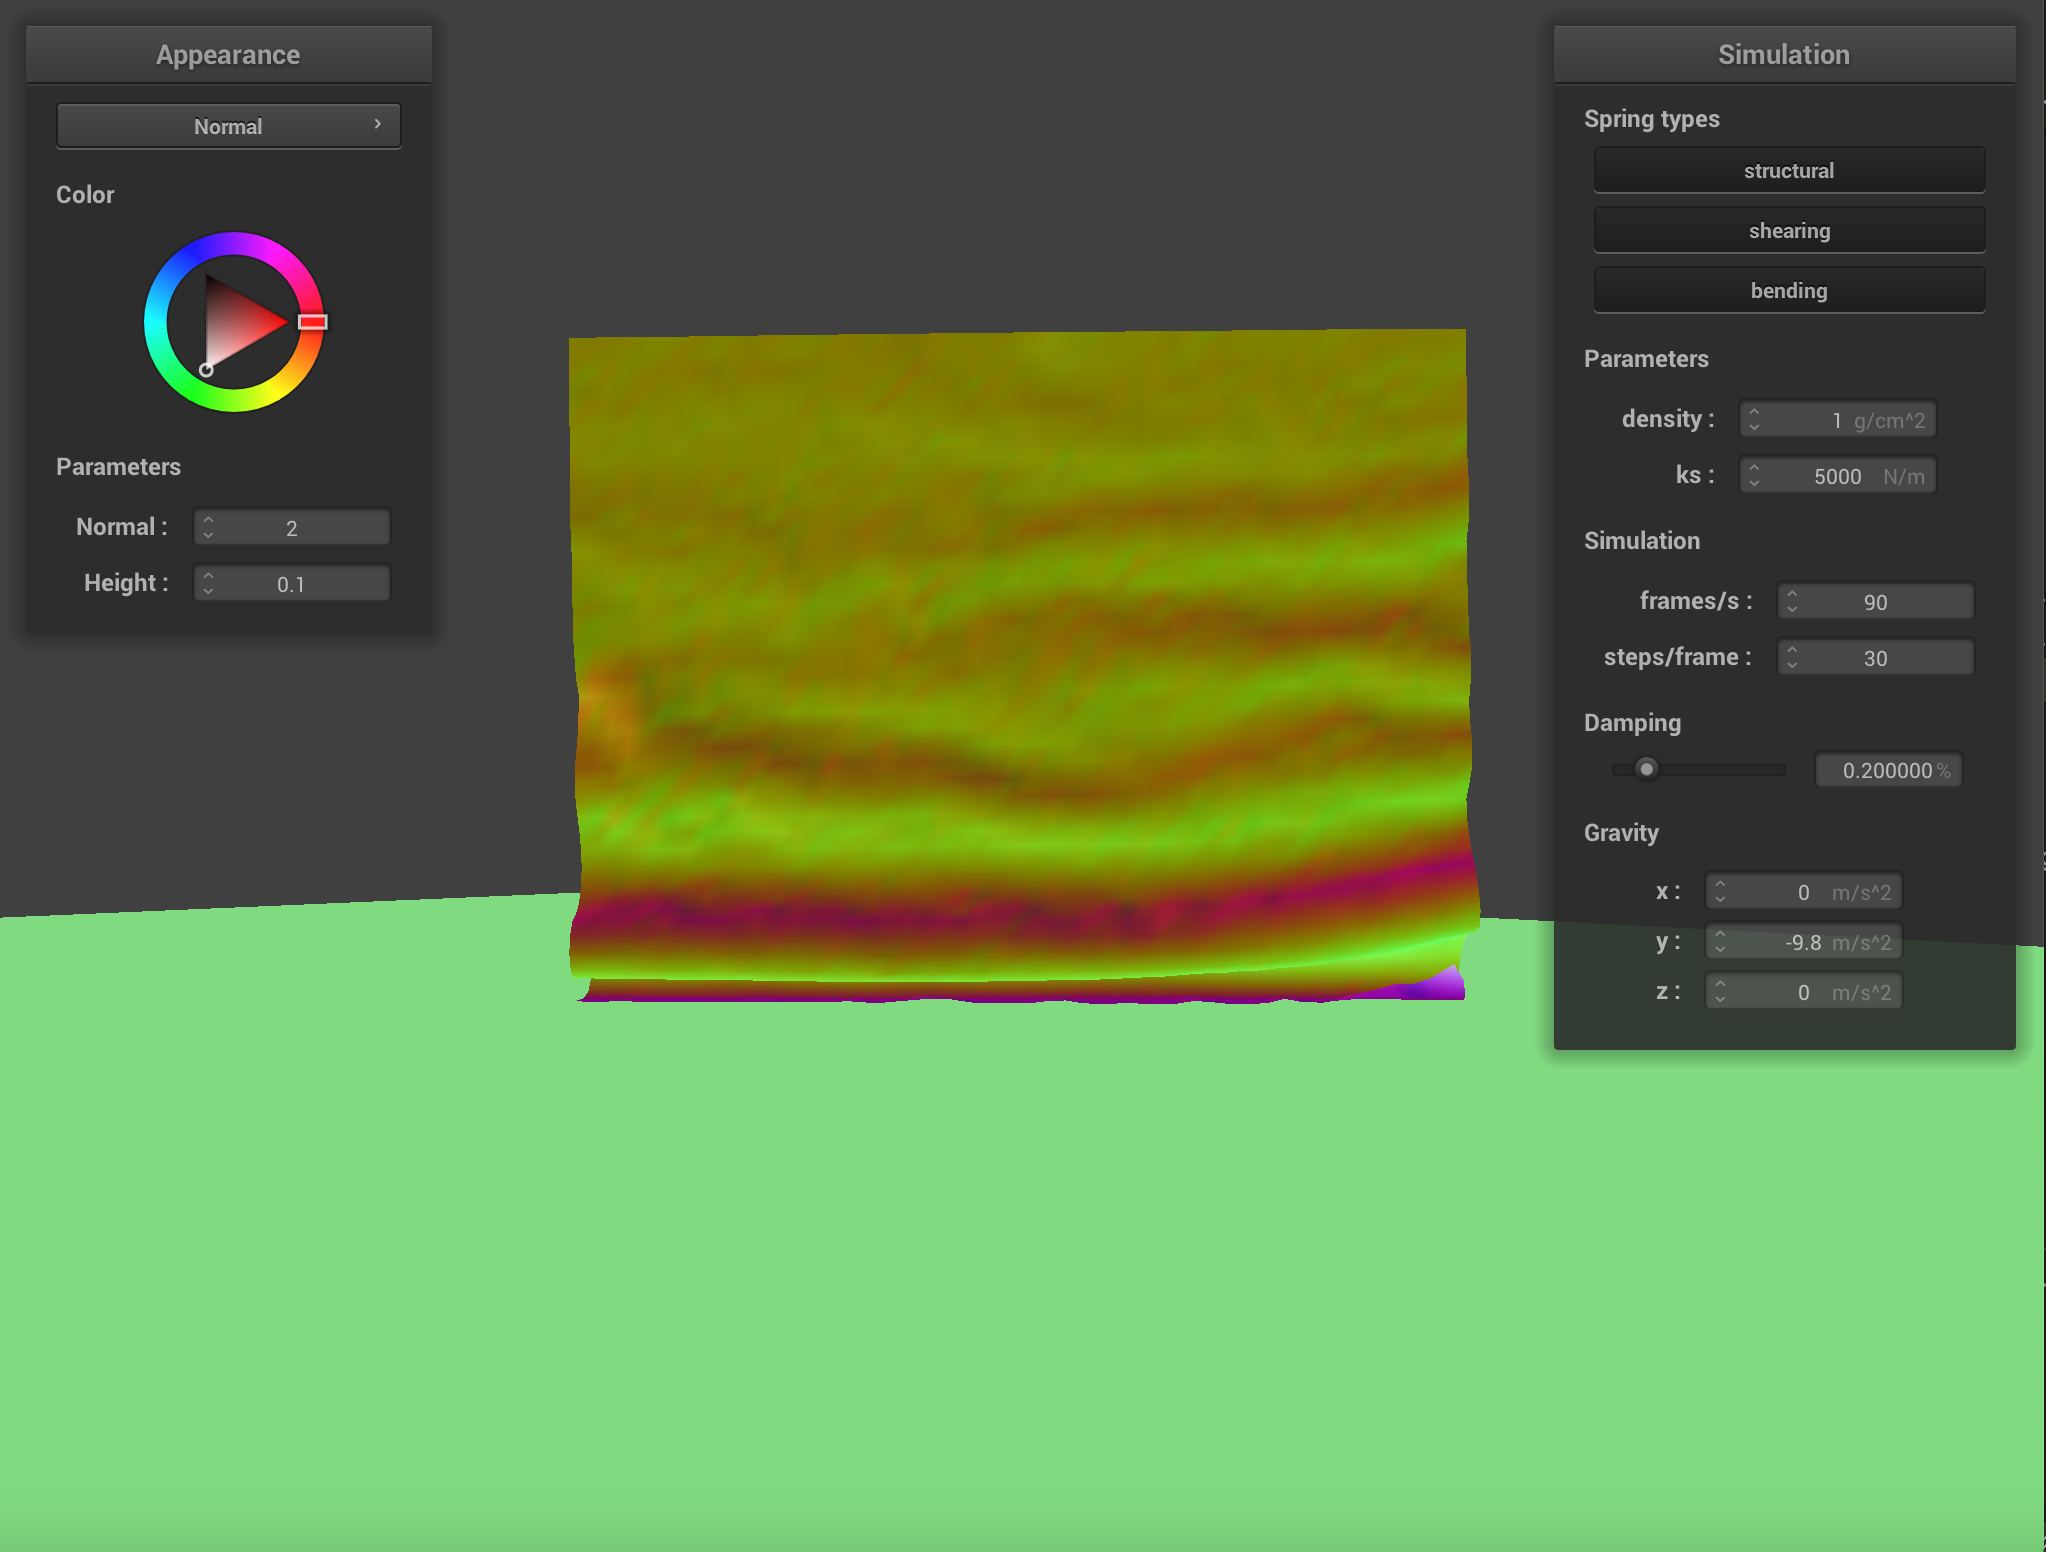 Appearance
Normal
Color
Parameters
Normal : 2
Height : 0.1
Simulation
Spring types
structural
shearing
bending
Parameters
density : 1 g/cm^2
ks : 5000 N/m
Simulation
frames/s : 90
steps/frame : 30
Damping
0.200000 %
Gravity
x : 0 m/s^2
y : -9.8 m/s^2
z : 0 m/s^2